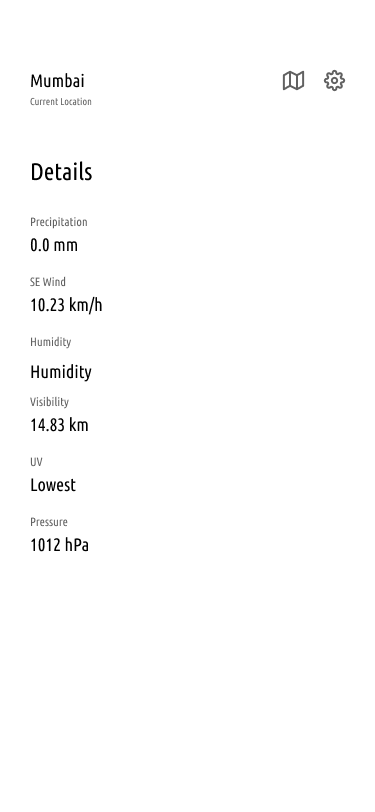 Mumbai
Current Location
Details
Precipitation
0.0 mm
SE Wind
10.23 km/h
Humidity
Humidity
Visibility
14.83 km
UV
Lowest
Pressure
1012 hPa